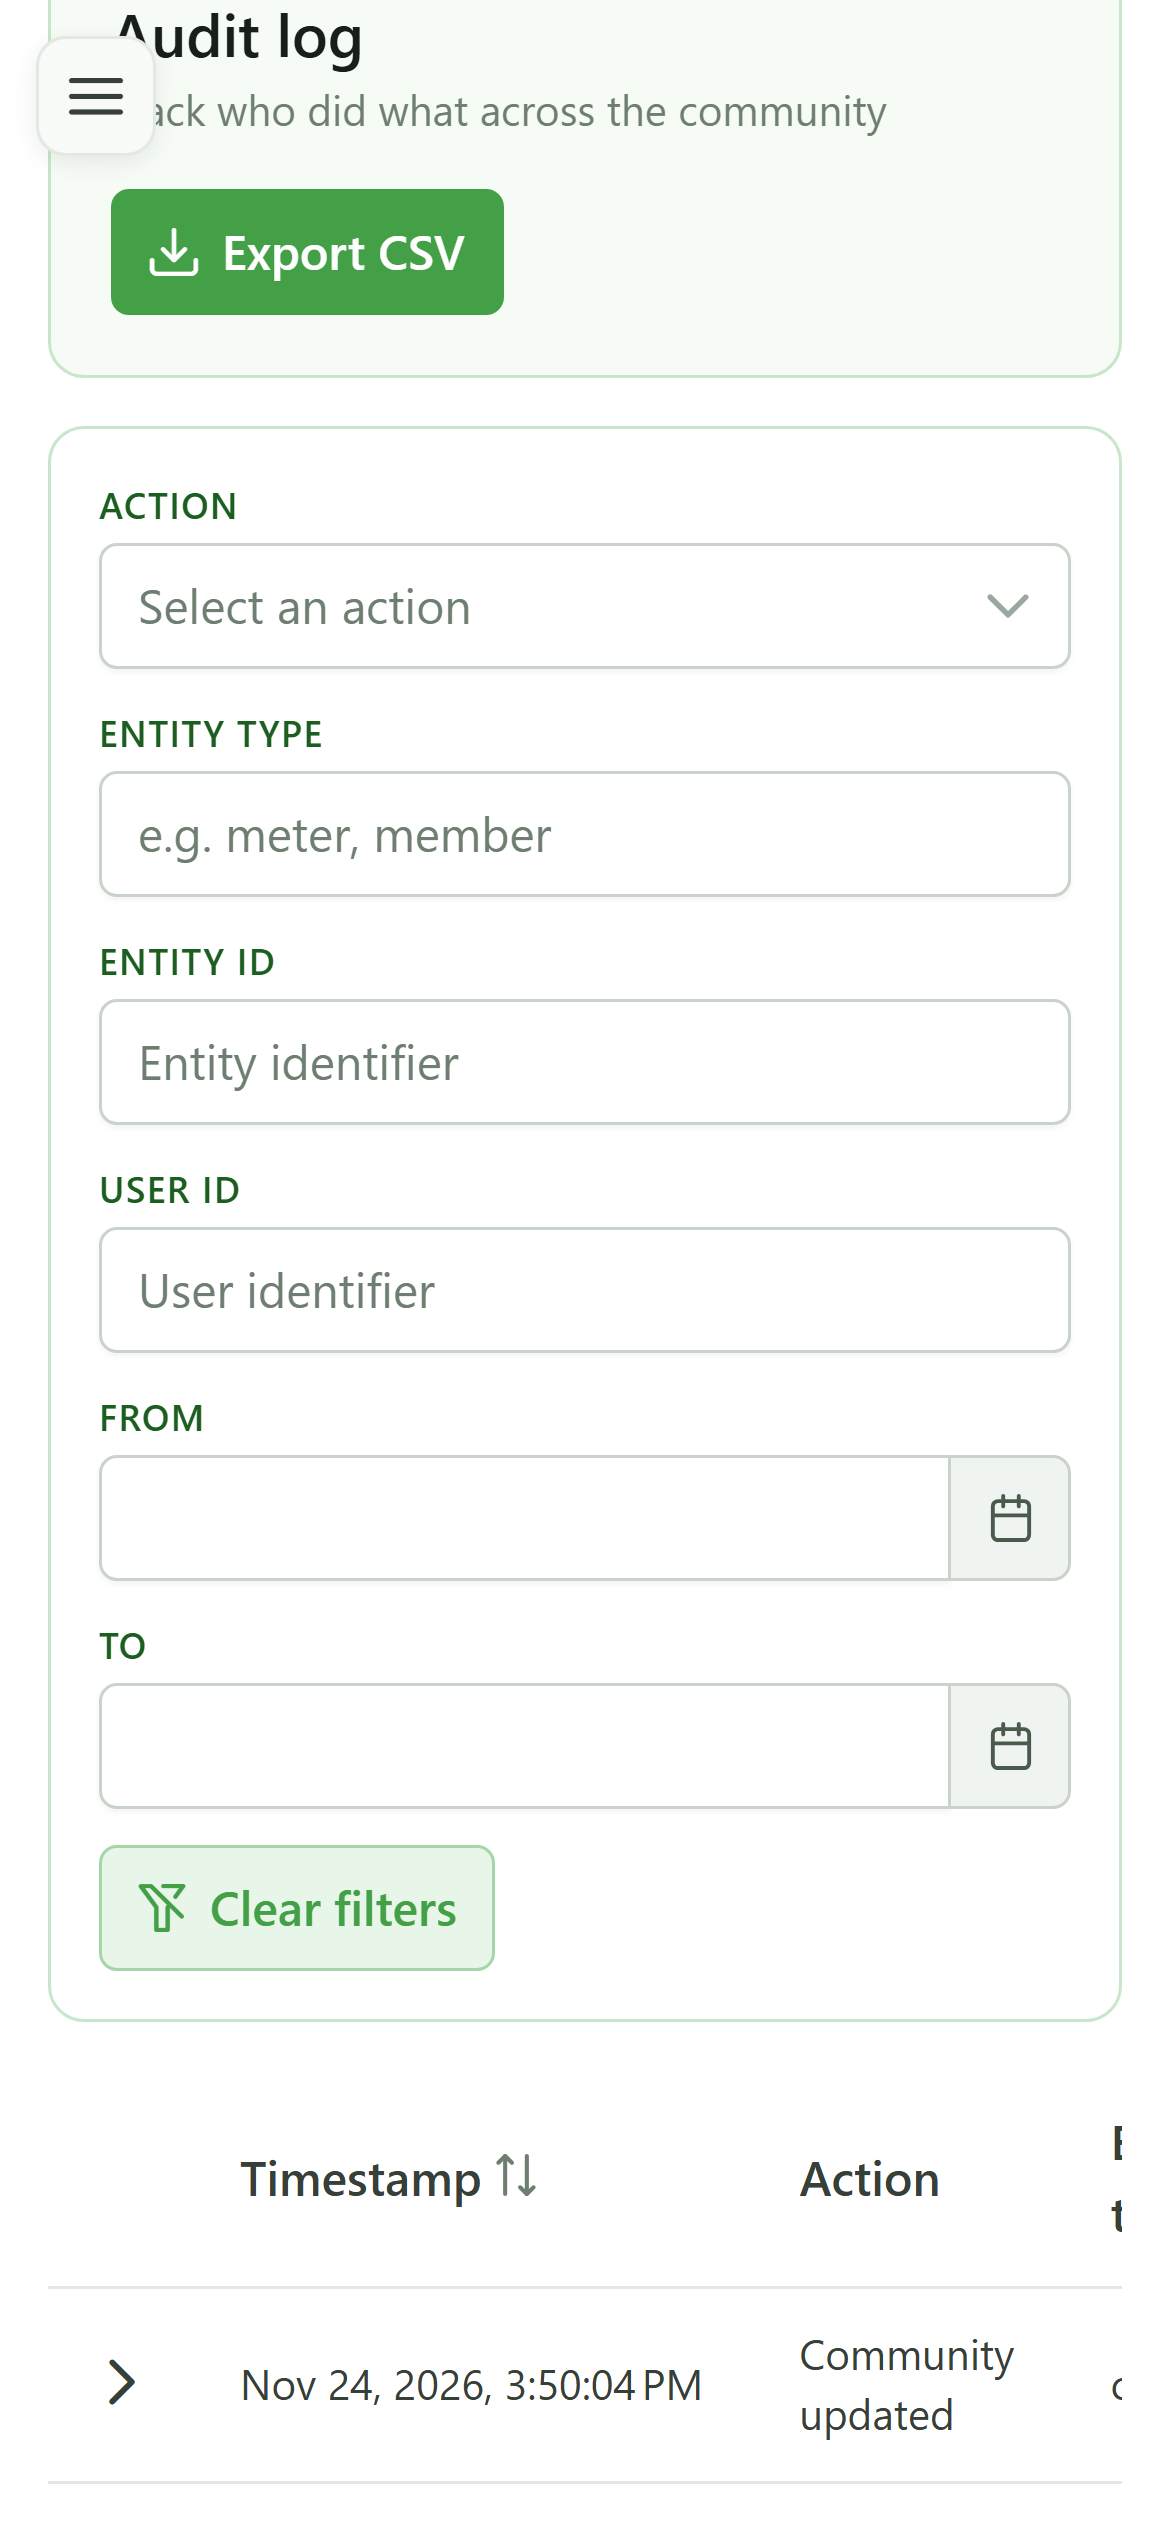 Audit log
ack who did what across the community
Export CSV
ACTION
Select an action
ENTITY TYPE
e.g. meter, member
ENTITY ID
Entity identifier
USER ID
User identifier
FROM
TO
Clear filters
Timestamp
Action
Nov 24, 2026, 3:50:04 PM
Community
updated